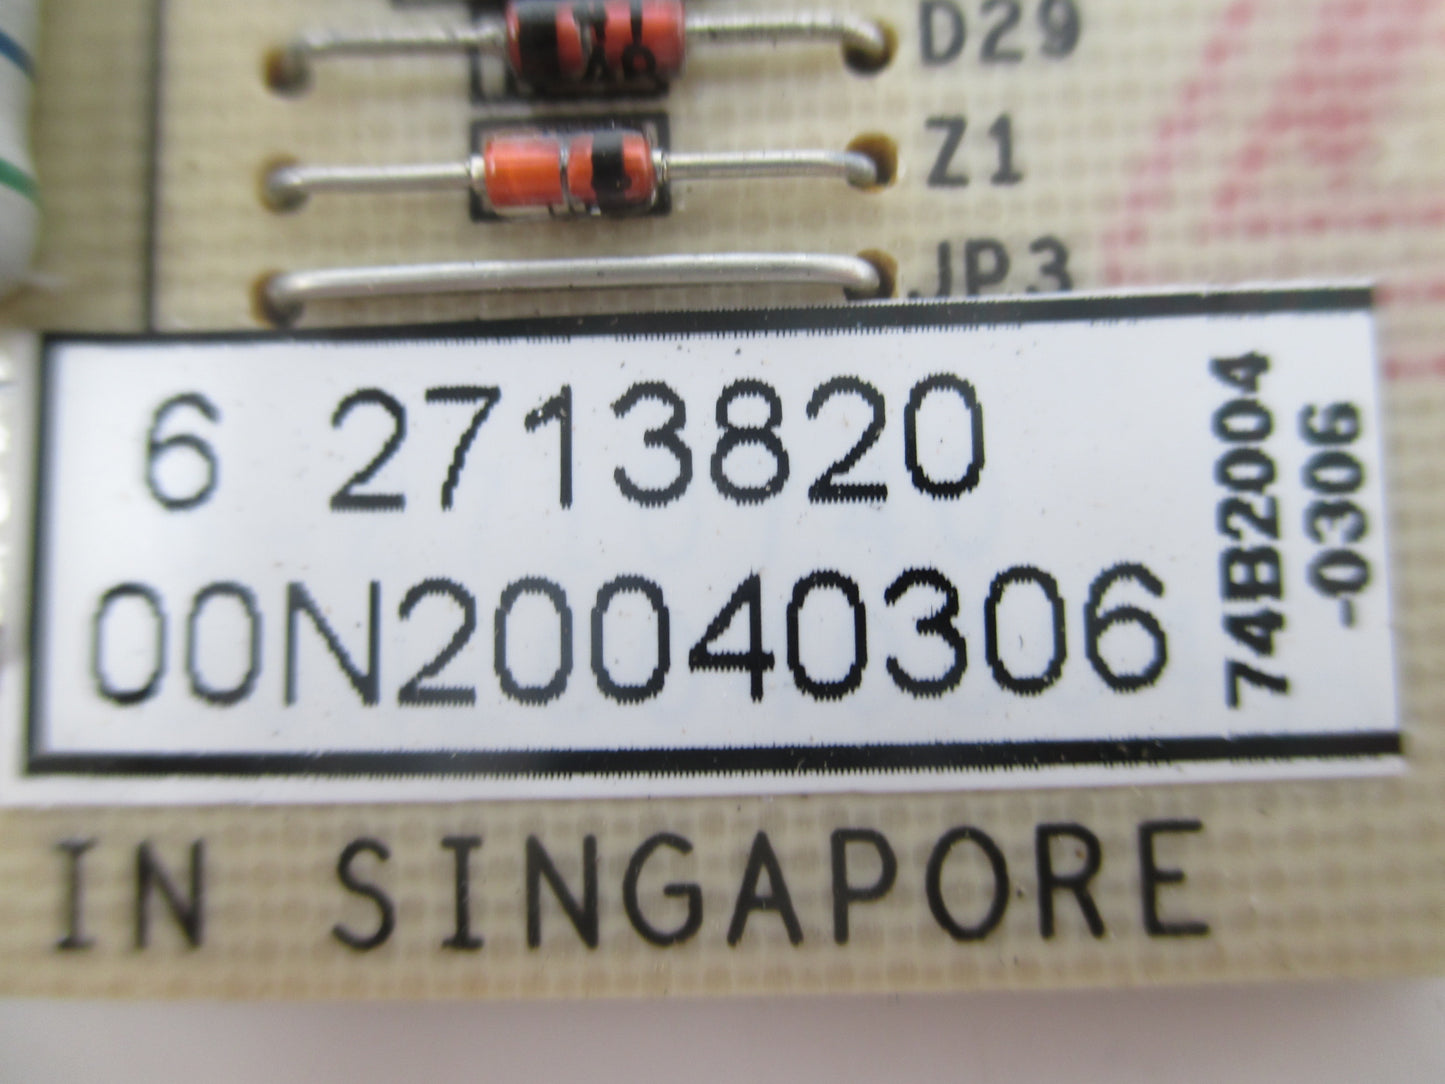 D29
Z1
JP3
6 2713820
00N20040306
74B2004
-0306
IN SINGAPORE